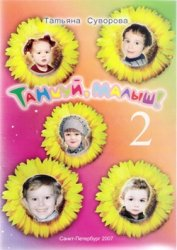 Татьяна Суворова
ТАНЦУЙ, МАЛЫШ!
2
Санкт-Петербург 2007